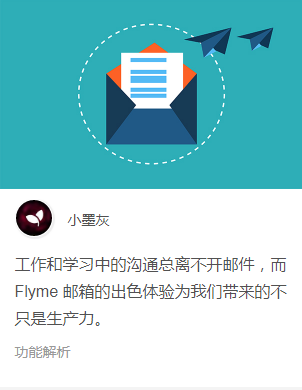 小墨灰
工作和学习中的沟通总离不开邮件，而
Flyme 邮箱的出色体验为我们带来的不
只是生产力。
功能解析